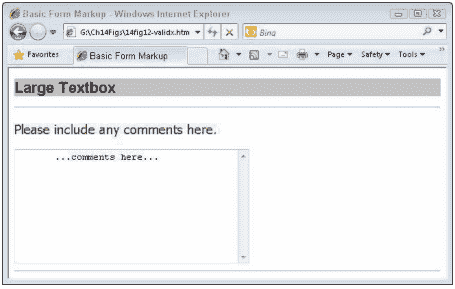 Basic Form Markup - Windows Internet Explorer
G:\Ch14Figs\14fig12-validx.htm
Bing
Favorites
Basic Form Markup
Page
Safety
Tools
Large Textbox
Please include any comments here.
...comments here...